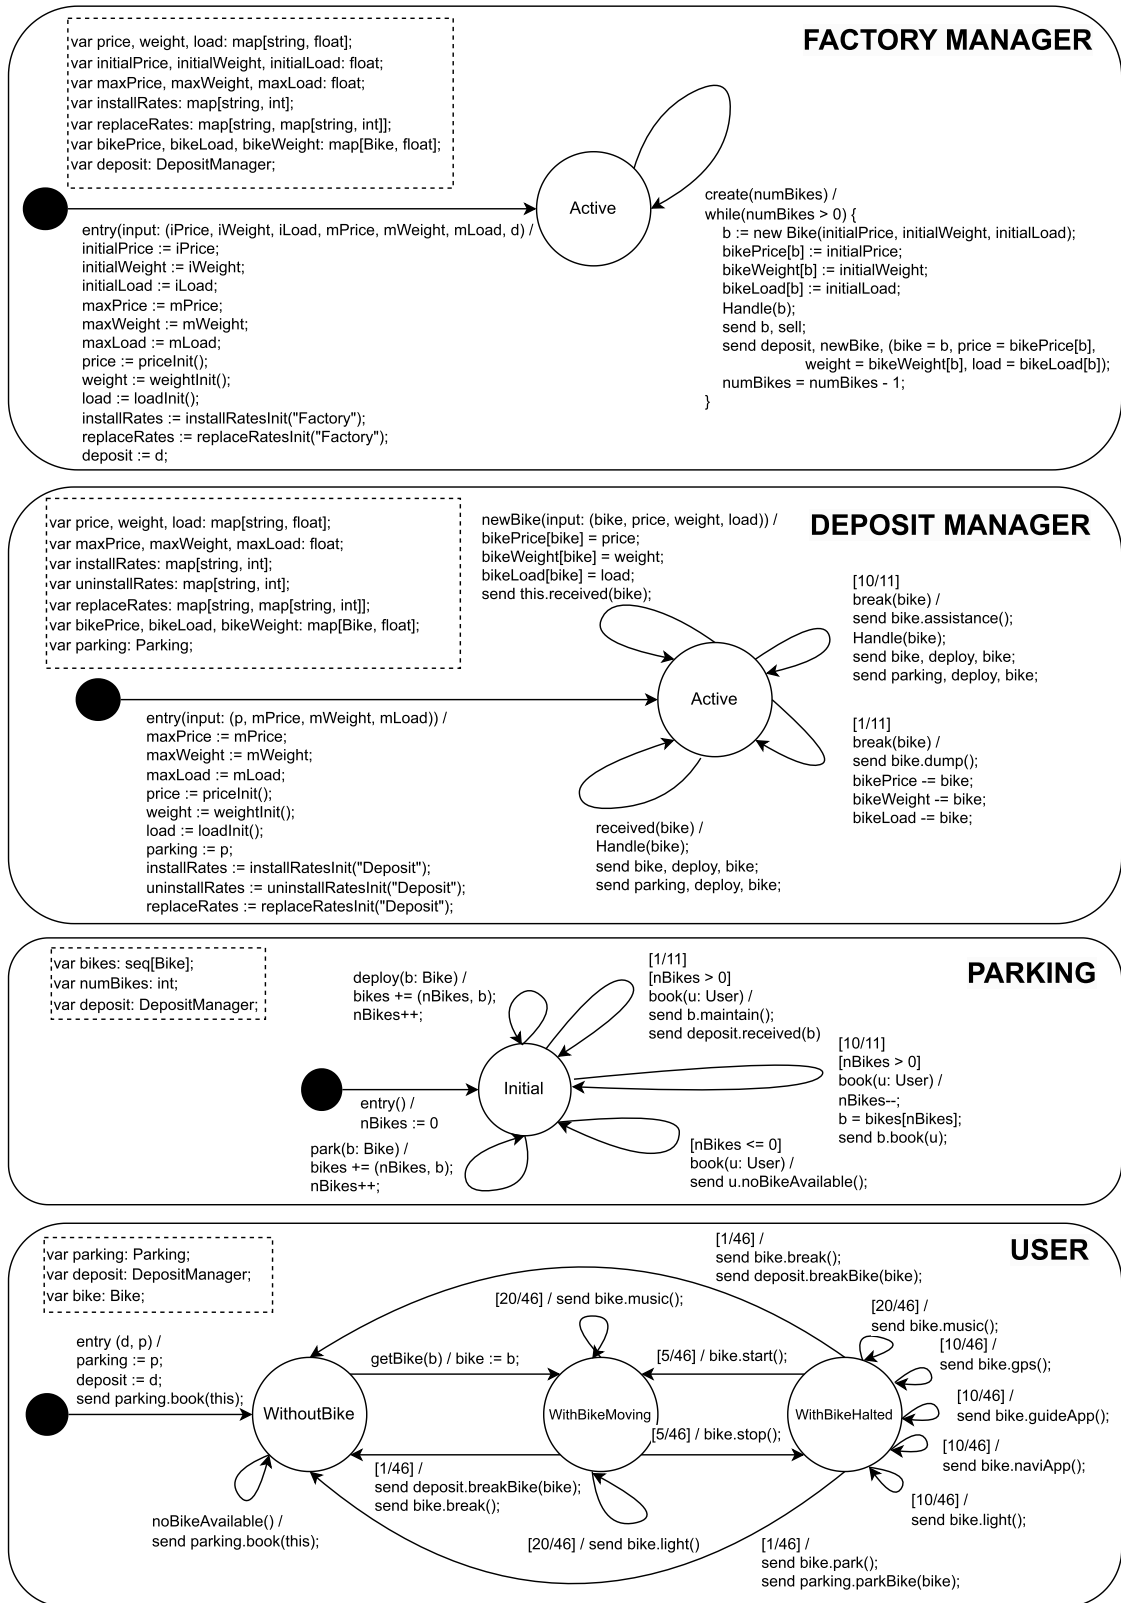 FACTORY MANAGER
var price, weight, load: map[string, float];
var initialPrice, initialWeight, initialLoad: float;
var maxPrice, maxWeight, maxLoad: float;
var installRates: map[string, int];
var replaceRates: map[string, map[string, int]];
var bikePrice, bikeLoad, bikeWeight: map[Bike, float];
var deposit: DepositManager;
Active
entry(input: (iPrice, iWeight, iLoad, mPrice, mWeight, mLoad, d) /
initialPrice := iPrice;
initialWeight := iWeight;
initialLoad := iLoad;
maxPrice := mPrice;
maxWeight := mWeight;
maxLoad := mLoad;
price := priceInit();
weight := weightInit();
load := loadInit();
installRates := installRatesInit("Factory");
replaceRates := replaceRatesInit("Factory");
deposit := d;
create(numBikes) /
while(numBikes > 0) {
b := new Bike(initialPrice, initialWeight, initialLoad);
bikePrice[b] := initialPrice;
bikeWeight[b] := initialWeight;
bikeLoad[b] := initialLoad;
Handle(b);
send b, sell;
send deposit, newBike, (bike = b, price = bikePrice[b],
weight = bikeWeight[b], load = bikeLoad[b]);
numBikes = numBikes - 1;
}
DEPOSIT MANAGER
var price, weight, load: map[string, float];
var maxPrice, maxWeight, maxLoad: float;
var installRates: map[string, int];
var uninstallRates: map[string, int];
var replaceRates: map[string, map[string, int]];
var bikePrice, bikeLoad, bikeWeight: map[Bike, float];
var parking: Parking;
newBike(input: (bike, price, weight, load)) /
bikePrice[bike] = price;
bikeWeight[bike] = weight;
bikeLoad[bike] = load;
send this.received(bike);
[10/11]
break(bike) /
send bike.assistance();
Handle(bike);
send bike, deploy, bike;
send parking, deploy, bike;
Active
entry(input: (p, mPrice, mWeight, mLoad)) /
maxPrice := mPrice;
maxWeight := mWeight;
maxLoad := mLoad;
price := priceInit();
weight := weightInit();
load := loadInit();
parking := p;
installRates := installRatesInit("Deposit");
uninstallRates := uninstallRatesInit("Deposit");
replaceRates := replaceRatesInit("Deposit");
[1/11]
break(bike) /
send bike.dump();
bikePrice -= bike;
bikeWeight -= bike;
bikeLoad -= bike;
received(bike) /
Handle(bike);
send bike, deploy, bike;
send parking, deploy, bike;
PARKING
var bikes: seq[Bike];
var numBikes: int;
var deposit: DepositManager;
deploy(b: Bike) /
bikes += (nBikes, b);
nBikes++;
[1/11]
[nBikes > 0]
book(u: User) /
send b.maintain();
send deposit.received(b)
Initial
entry() /
nBikes := 0
[10/11]
[nBikes > 0]
book(u: User) /
nBikes--;
b = bikes[nBikes];
send b.book(u);
park(b: Bike) /
bikes += (nBikes, b);
nBikes++;
[nBikes <= 0]
book(u: User) /
send u.noBikeAvailable();
USER
var parking: Parking;
var deposit: DepositManager;
var bike: Bike;
[1/46] /
send bike.break();
send deposit.breakBike(bike);
entry (d, p) /
parking := p;
deposit := d;
send parking.book(this);
[20/46] / send bike.music();
[20/46] /
send bike.music();
getBike(b) / bike := b;
[5/46] / bike.start();
[10/46] /
send bike.gps();
WithoutBike
WithBikeMoving
WithBikeHalted
[10/46] /
send bike.guideApp();
[5/46] / bike.stop();
[10/46] /
send bike.naviApp();
[1/46] /
send deposit.breakBike(bike);
send bike.break();
[10/46] /
send bike.light();
noBikeAvailable() /
send parking.book(this);
[20/46] / send bike.light()
[1/46] /
send bike.park();
send parking.parkBike(bike);